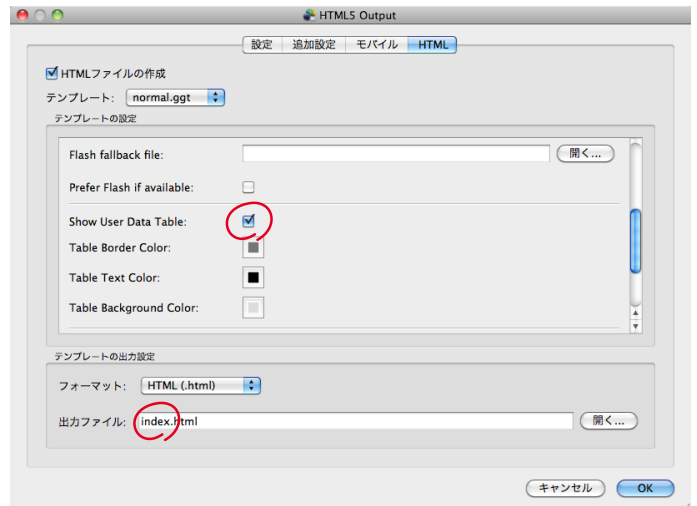 HTML5 Output
設定 追加設定 モバイル HTML
HTMLファイルの作成
テンプレート: normal.ggt
テンプレートの設定
Flash fallback file: 開く...
Prefer Flash if available:
Show User Data Table:
Table Border Color:
Table Text Color:
Table Background Color:
テンプレートの出力設定
フォーマット: HTML (.html)
出力ファイル: index.html 開く...
キャンセル OK